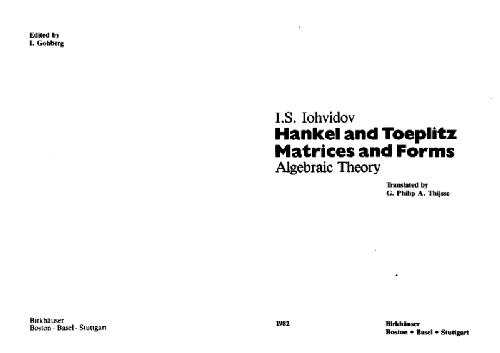 Edited by
I. Gohberg
I.S. Iohvidov
Hankel and Toeplitz
Matrices and Forms
Algebraic Theory
Translated by
G. Philip A. Thijsse
Birkhäuser
Boston · Basel · Stuttgart
1982
Birkhäuser
Boston • Basel • Stuttgart